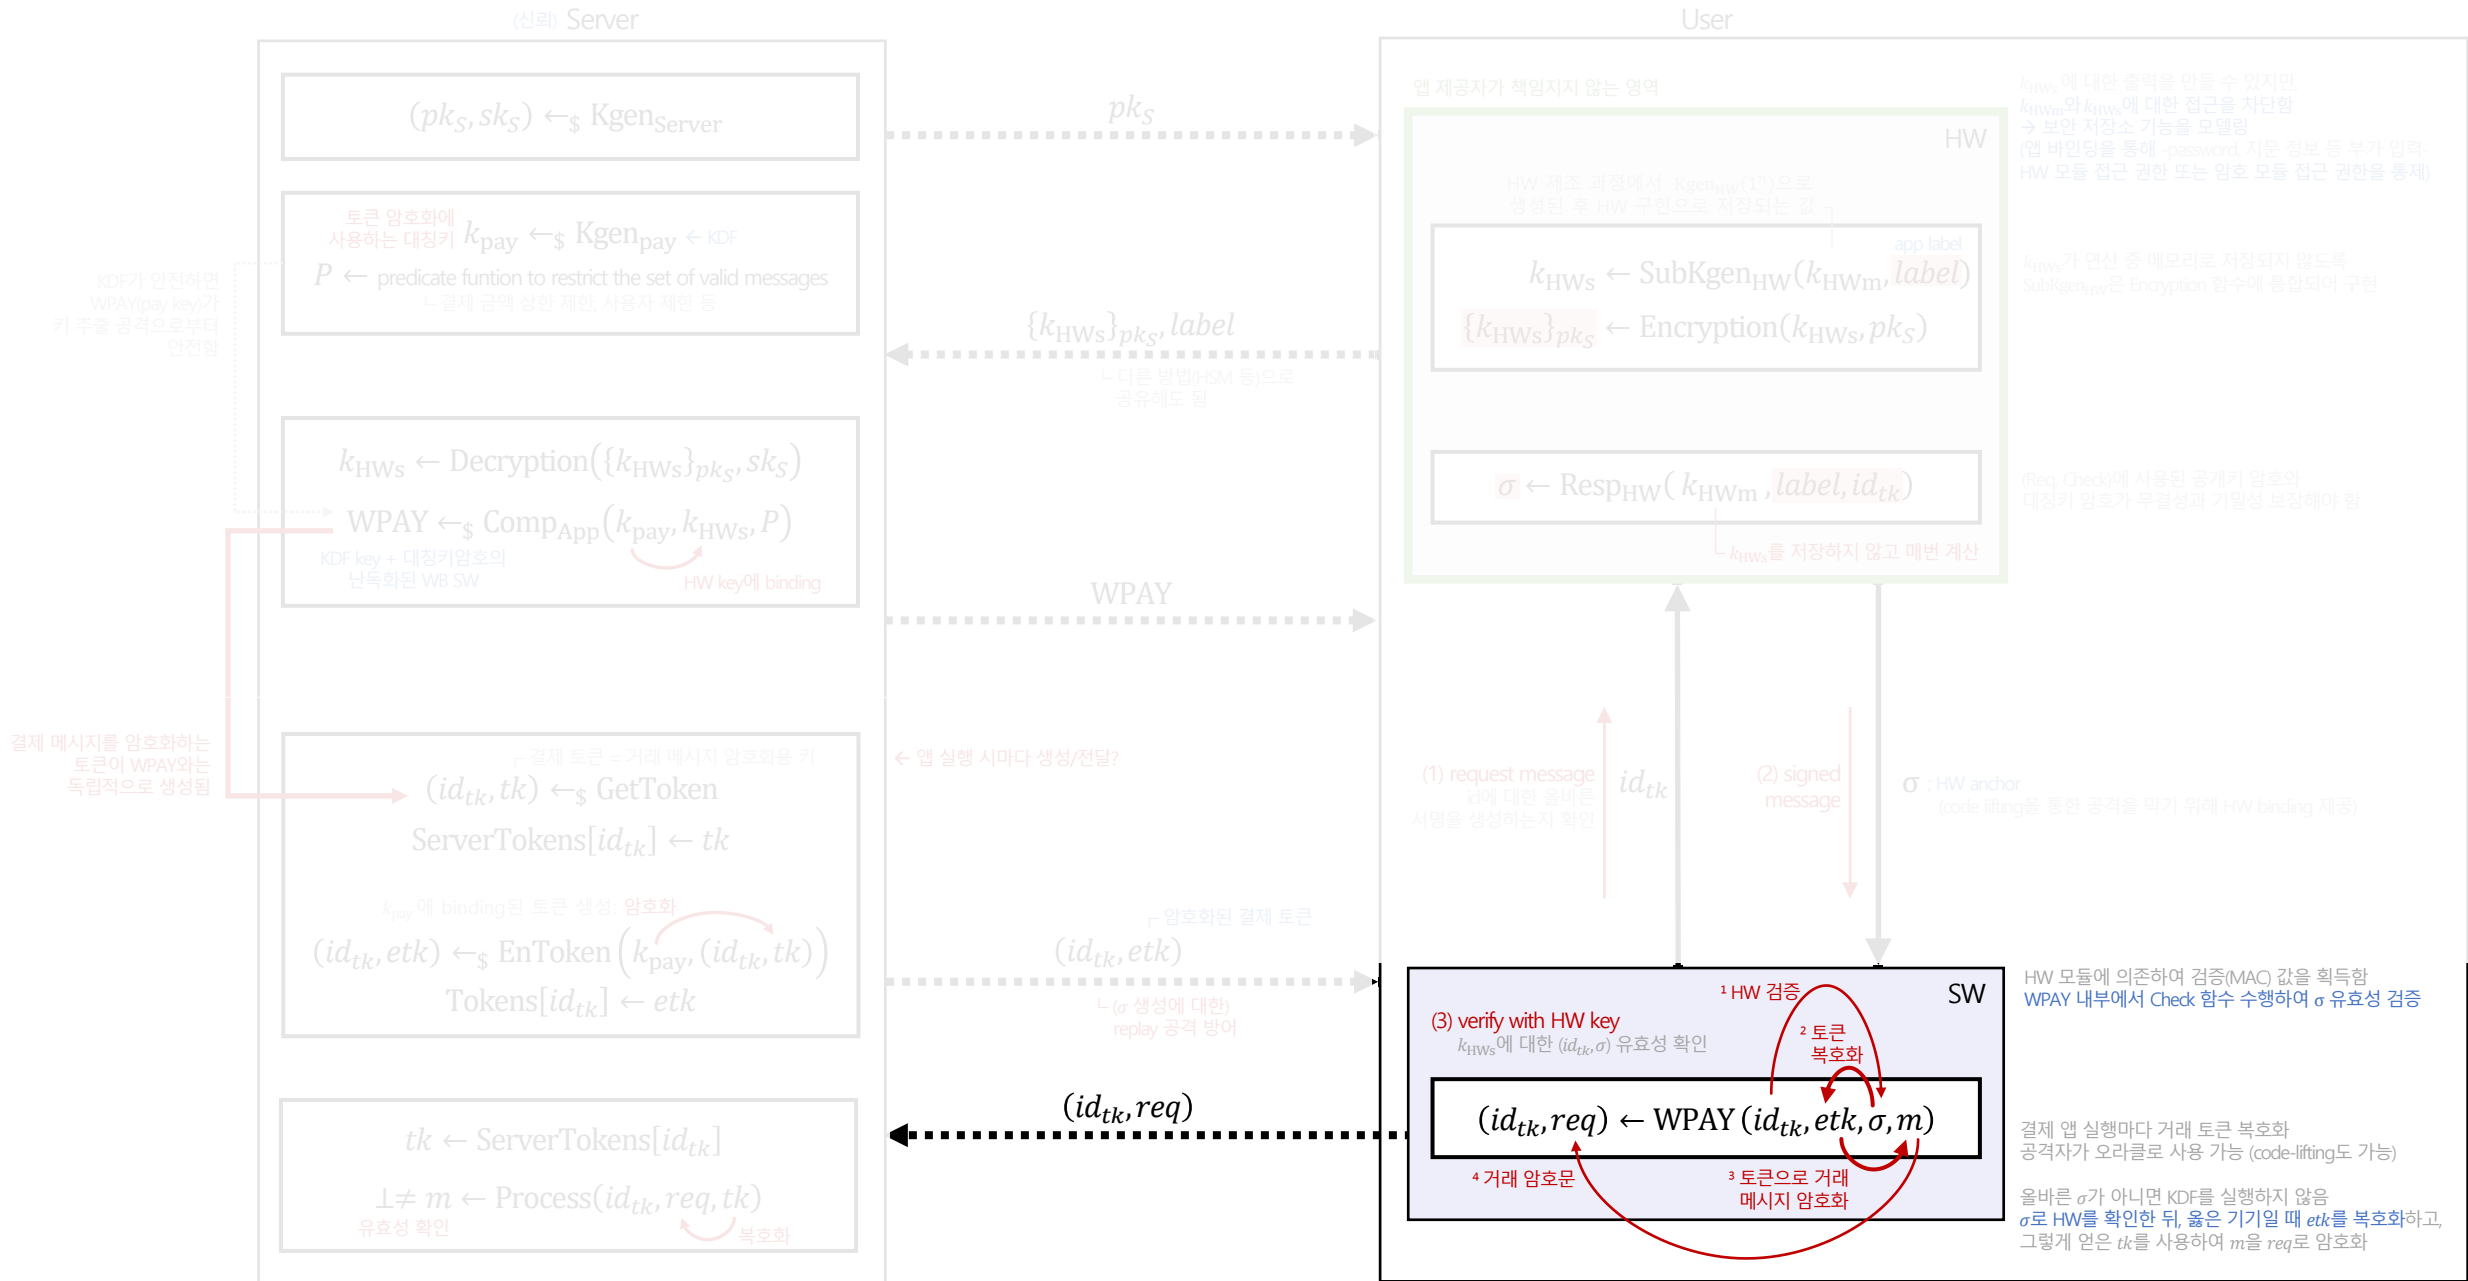 (신뢰) Server
(pk_S, sk_S) ←$ Kgen_Server
토큰 암호화에
사용하는 대칭키 k_pay ←$ Kgen_pay ← KDF
P ← predicate funtion to restrict the set of valid messages
ㄴ결제 금액 상한 제한, 사용자 제한 등
KDF가 안전하면
WPAY(pay key)가
키 추출 공격으로부터
안전함
k_HWs ← Decryption({k_HWs}_pk_S, sk_S)
WPAY ←$ Comp_App(k_pay, k_HWs, P)
KDF key + 대칭키암호의
난독화된 WB SW
HW key에 binding
결제 메시지를 암호화하는
토큰이 WPAY와는
독립적으로 생성됨
┌ 결제 토큰 = 거래 메시지 암호화용 키
(id_tk, tk) ←$ GetToken
ServerTokens[id_tk] ← tk
k_pay에 binding된 토큰 생성: 암호화
(id_tk, etk) ←$ EnToken(k_pay, (id_tk, tk))
Tokens[id_tk] ← etk
tk ← ServerTokens[id_tk]
⊥≠ m ← Process(id_tk, req, tk)
유효성 확인
복호화
pk_S
{k_HWs}_pk_S, label
ㄴ 다른 방법(HSM 등)으로
공유해도 됨
WPAY
← 앱 실행 시마다 생성/전달?
┌ 암호화된 결제 토큰
(id_tk, etk)
ㄴ (σ 생성에 대한)
replay 공격 방어
(id_tk, req)
User
앱 제공자가 책임지지 않는 영역
HW
HW 제조 과정에서 Kgen_HW(1ⁿ)으로
생성된 후 HW 구현으로 저장되는 값
app label
k_HWs ← SubKgen_HW(k_HWm, label)
{k_HWs}_pk_S ← Encryption(k_HWs, pk_S)
σ ← Resp_HW( k_HWm , label, id_tk)
k_HWs를 저장하지 않고 매번 계산
k_HWs에 대한 출력을 만들 수 있지만
k_HWm와 k_HWs에 대한 접근을 차단함
→ 보안 저장소 기능을 모델링
(앱 바인딩을 통해 -password, 지문 정보 등 부가 입력-
HW 모듈 접근 권한 또는 암호 모듈 접근 권한을 통제)
k_HWs가 연산 중 메모리로 저장되지 않도록
SubKgen_HW은 Encryption 함수에 통합되어 구현
(Req, Check)에 사용된 공개키 암호와
대칭키 암호가 무결성과 기밀성 보장해야 함
(1) request message
id에 대한 올바른
서명을 생성하는지 확인
id_tk
(2) signed
message
σ : HW anchor
(code lifting을 통한 공격을 막기 위해 HW binding 제공)
SW
¹ HW 검증
(3) verify with HW key
k_HWs에 대한 (id_tk,σ) 유효성 확인
² 토큰
복호화
(id_tk, req) ← WPAY (id_tk, etk, σ, m)
⁴ 거래 암호문
³ 토큰으로 거래
메시지 암호화
HW 모듈에 의존하여 검증(MAC) 값을 획득함
WPAY 내부에서 Check 함수 수행하여 σ 유효성 검증
결제 앱 실행마다 거래 토큰 복호화
공격자가 오라클로 사용 가능 (code-lifting도 가능)
올바른 σ가 아니면 KDF를 실행하지 않음
σ로 HW를 확인한 뒤, 옳은 기기일 때 etk를 복호화하고,
그렇게 얻은 tk를 사용하여 m을 req로 암호화